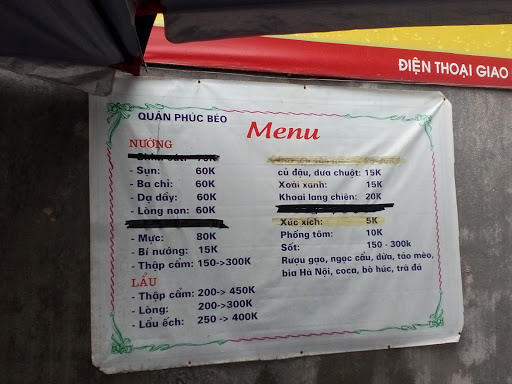 ĐIỆN THOẠI GIAO
QUÁN PHÚC BÉO
Menu
NƯỚNG
- Sụn: 60K
- Ba chỉ: 60K
- Dạ dầy: 60K
- Lòng non: 60K
- Mực: 80K
- Bí nướng: 15K
- Thập cẩm: 150->300K
LẨU
- Thập cẩm: 200-> 450K
- Lòng: 200->300K
- Lẩu ếch: 250 -> 400K
củ đậu, dưa chuột: 15K
Xoài xanh: 15K
Khoai lang chiên: 20K
Xúc xích: 5K
Phồng tôm: 10K
Sốt: 150 - 300k
Rượu gạo, ngọc cẩu, dừa, táo mèo,
bia Hà Nội, coca, bò húc, trà đá